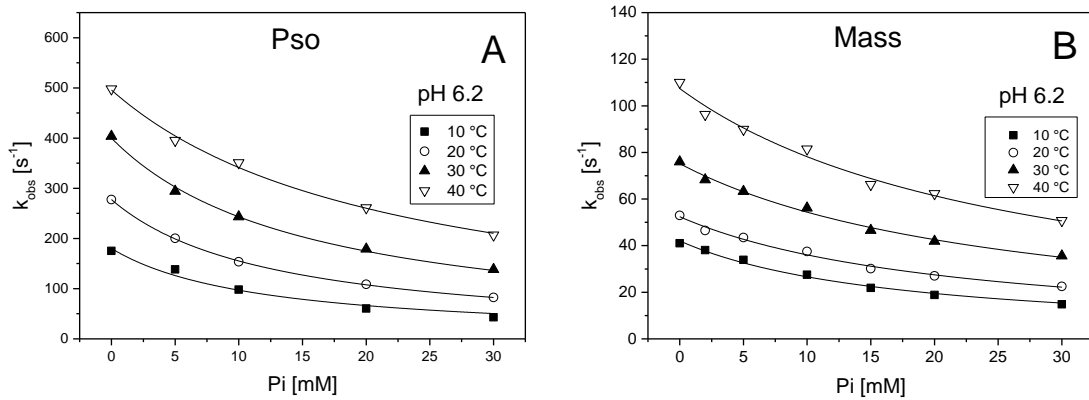 Pso
A
pH 6.2
10 °C
20 °C
30 °C
40 °C
600
500
400
300
200
100
0
k_obs [s⁻¹]
0 5 10 15 20 25 30
Pi [mM]
Mass
B
pH 6.2
10 °C
20 °C
30 °C
40 °C
140
120
100
80
60
40
20
0
k_obs [s⁻¹]
0 5 10 15 20 25 30
Pi [mM]